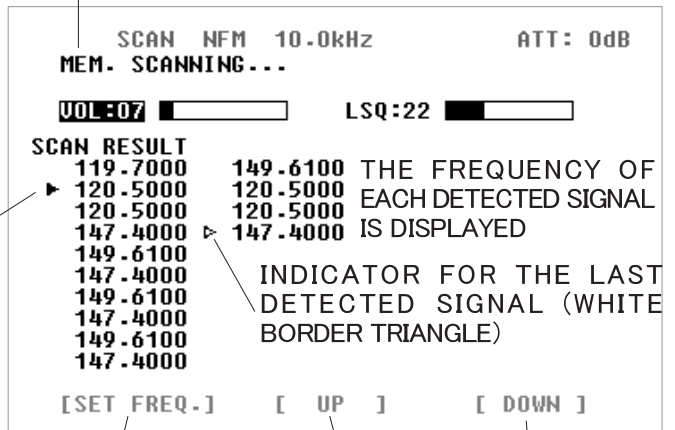 SCAN NFM 10.0kHz ATT: 0dB
MEM. SCANNING...
VOL:07 LSQ:22
SCAN RESULT
119.7000 149.6100
120.5000 120.5000
120.5000 120.5000
147.4000 147.4000
149.6100
147.4000
149.6100
147.4000
149.6100
147.4000
THE FREQUENCY OF
EACH DETECTED SIGNAL
IS DISPLAYED
INDICATOR FOR THE LAST
DETECTED SIGNAL (WHITE
BORDER TRIANGLE)
[SET FREQ.] [ UP ] [ DOWN ]